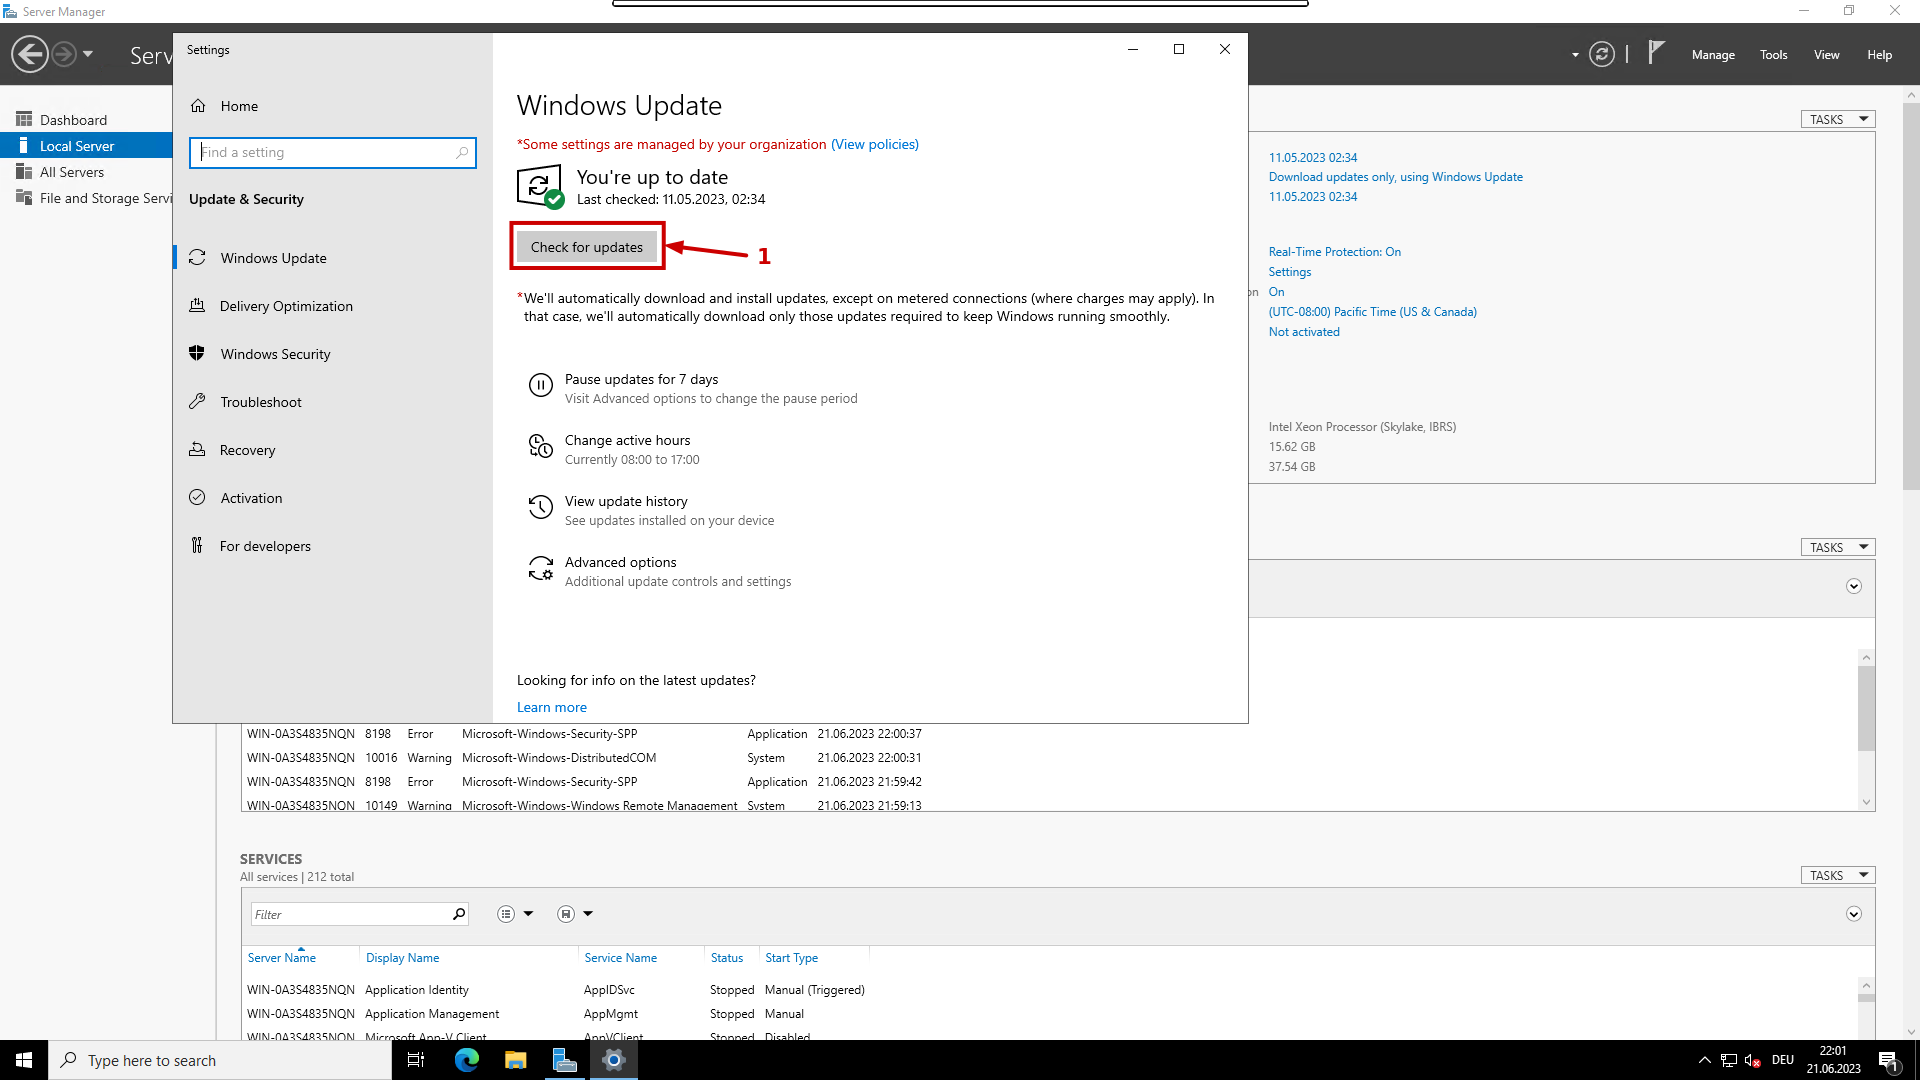 Server Manager
Serv
Manage
Tools
View
Help
Dashboard
Local Server
All Servers
File and Storage Servi
Settings
Home
Find a setting
Update & Security
Windows Update
Delivery Optimization
Windows Security
Troubleshoot
Recovery
Activation
For developers
Windows Update
*Some settings are managed by your organization (View policies)
You're up to date
Last checked: 11.05.2023, 02:34
Check for updates
1
*We'll automatically download and install updates, except on metered connections (where charges may apply). In
that case, we'll automatically download only those updates required to keep Windows running smoothly.
Pause updates for 7 days
Visit Advanced options to change the pause period
Change active hours
Currently 08:00 to 17:00
View update history
See updates installed on your device
Advanced options
Additional update controls and settings
Looking for info on the latest updates?
Learn more
TASKS
11.05.2023 02:34
Download updates only, using Windows Update
11.05.2023 02:34
Real-Time Protection: On
Settings
on On
(UTC-08:00) Pacific Time (US & Canada)
Not activated
Intel Xeon Processor (Skylake, IBRS)
15.62 GB
37.54 GB
TASKS
WIN-0A3S4835NQN 8198 Error Microsoft-Windows-Security-SPP Application 21.06.2023 22:00:37
WIN-0A3S4835NQN 10016 Warning Microsoft-Windows-DistributedCOM System 21.06.2023 22:00:31
WIN-0A3S4835NQN 8198 Error Microsoft-Windows-Security-SPP Application 21.06.2023 21:59:42
WIN-0A3S4835NQN 10149 Warning Microsoft-Windows-Windows Remote Management System 21.06.2023 21:59:13
SERVICES
All services | 212 total
TASKS
Filter
Server Name Display Name Service Name Status Start Type
WIN-0A3S4835NQN Application Identity AppIDSvc Stopped Manual (Triggered)
WIN-0A3S4835NQN Application Management AppMgmt Stopped Manual
WIN-0A3S4835NQN Microsoft App-V Client AppVClient Stopped Disabled
Type here to search
DEU
22:01
21.06.2023
1